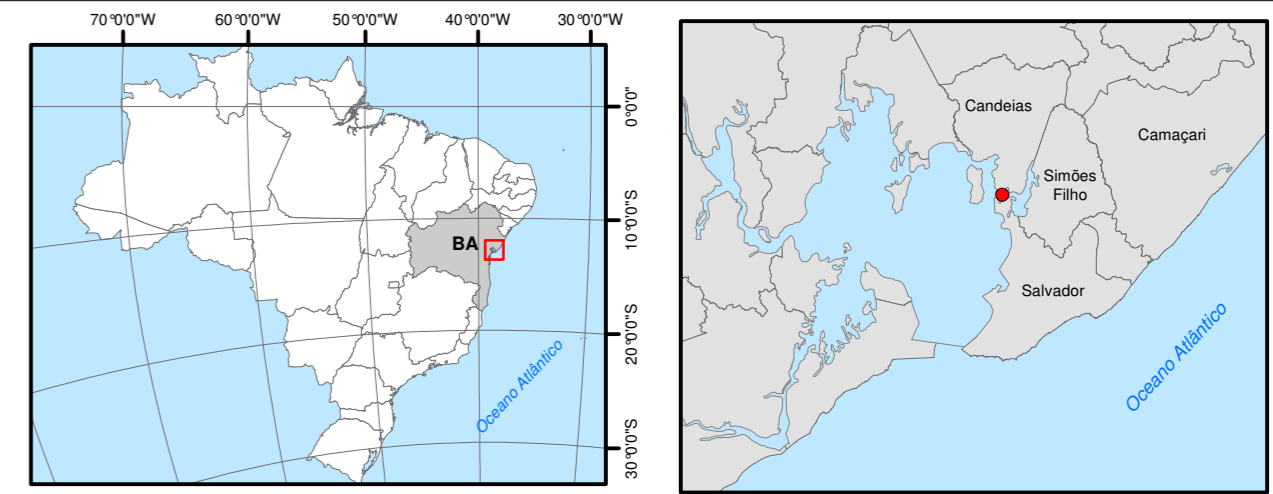 70°0'0"W 60°0'0"W 50°0'0"W 40°0'0"W 30°0'0"W
0°0'0"
10°0'0"S
20°0'0"S
30°0'0"S
BA
Oceano Atlântico
Candeias
Camaçari
Simões
Filho
Salvador
Oceano Atlântico